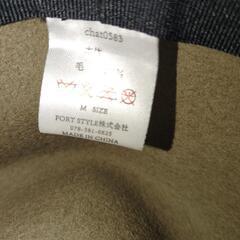 chat0583
毛
M SIZE
PORT STYLE株式会社
078-381-6825
MADE IN CHINA